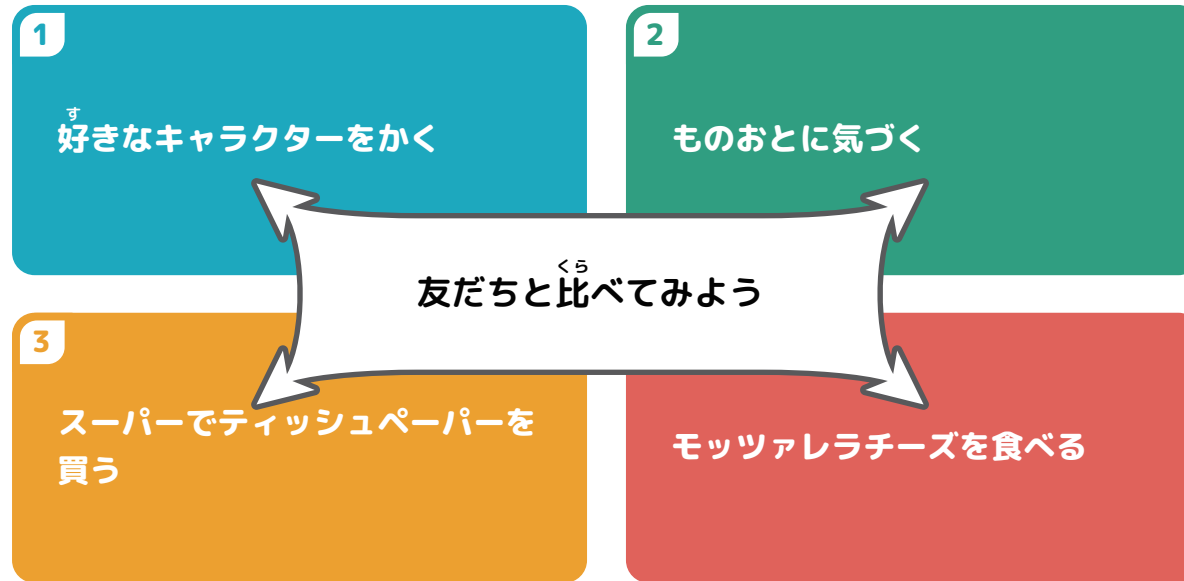 1
好きなキャラクターをかく
す
2
ものおとに気づく
友だちと比べてみよう
くら
3
スーパーでティッシュペーパーを
買う
モッツァレラチーズを食べる